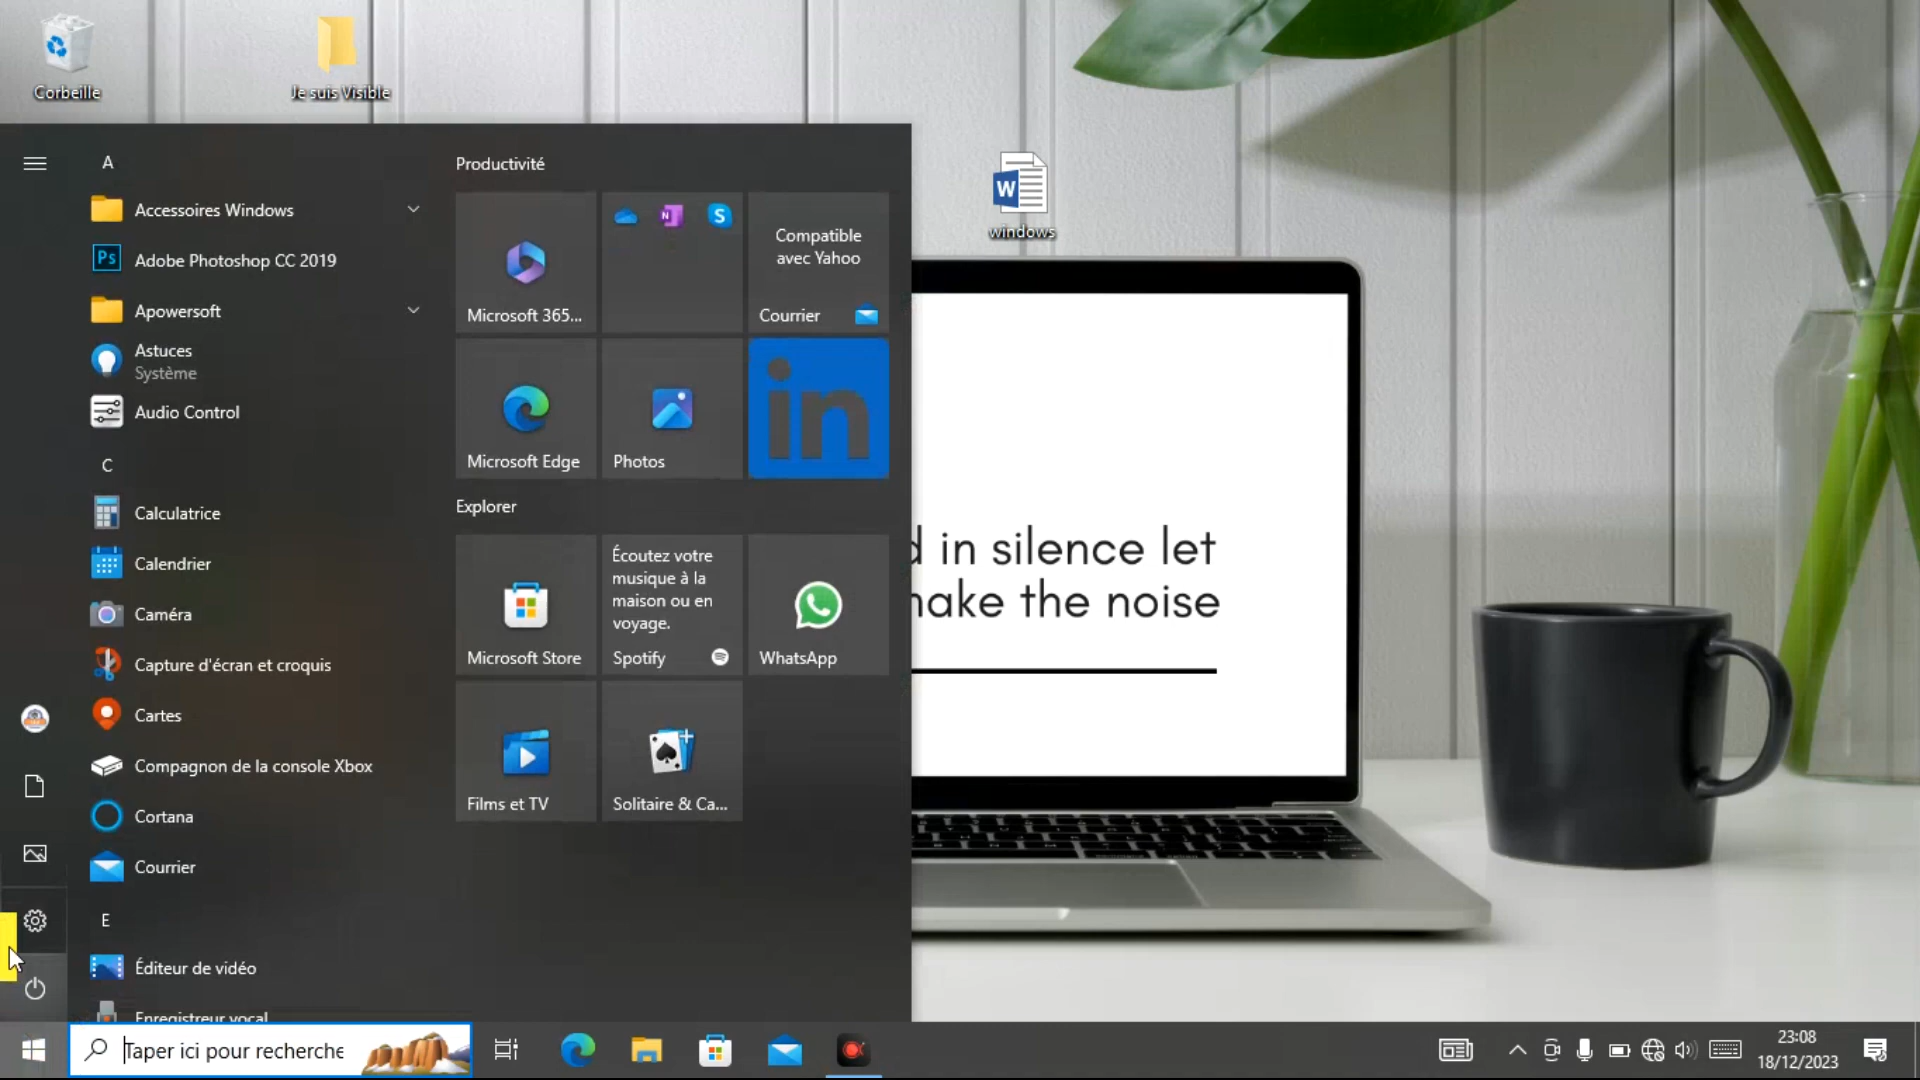 Corbeille
Je suis Visible
windows
A
Accessoires Windows
Adobe Photoshop CC 2019
Apowersoft
Astuces
Système
Audio Control
C
Calculatrice
Calendrier
Caméra
Capture d'écran et croquis
Cartes
Compagnon de la console Xbox
Cortana
Courrier
E
Éditeur de vidéo
Enregistreur vocal
Productivité
Microsoft 365...
Compatible
avec Yahoo
Courrier
Microsoft Edge
Photos
in
Explorer
Microsoft Store
Écoutez votre
musique à la
maison ou en
voyage.
Spotify
WhatsApp
Films et TV
Solitaire & Ca...
d in silence let
make the noise
Taper ici pour recherche
23:08
18/12/2023